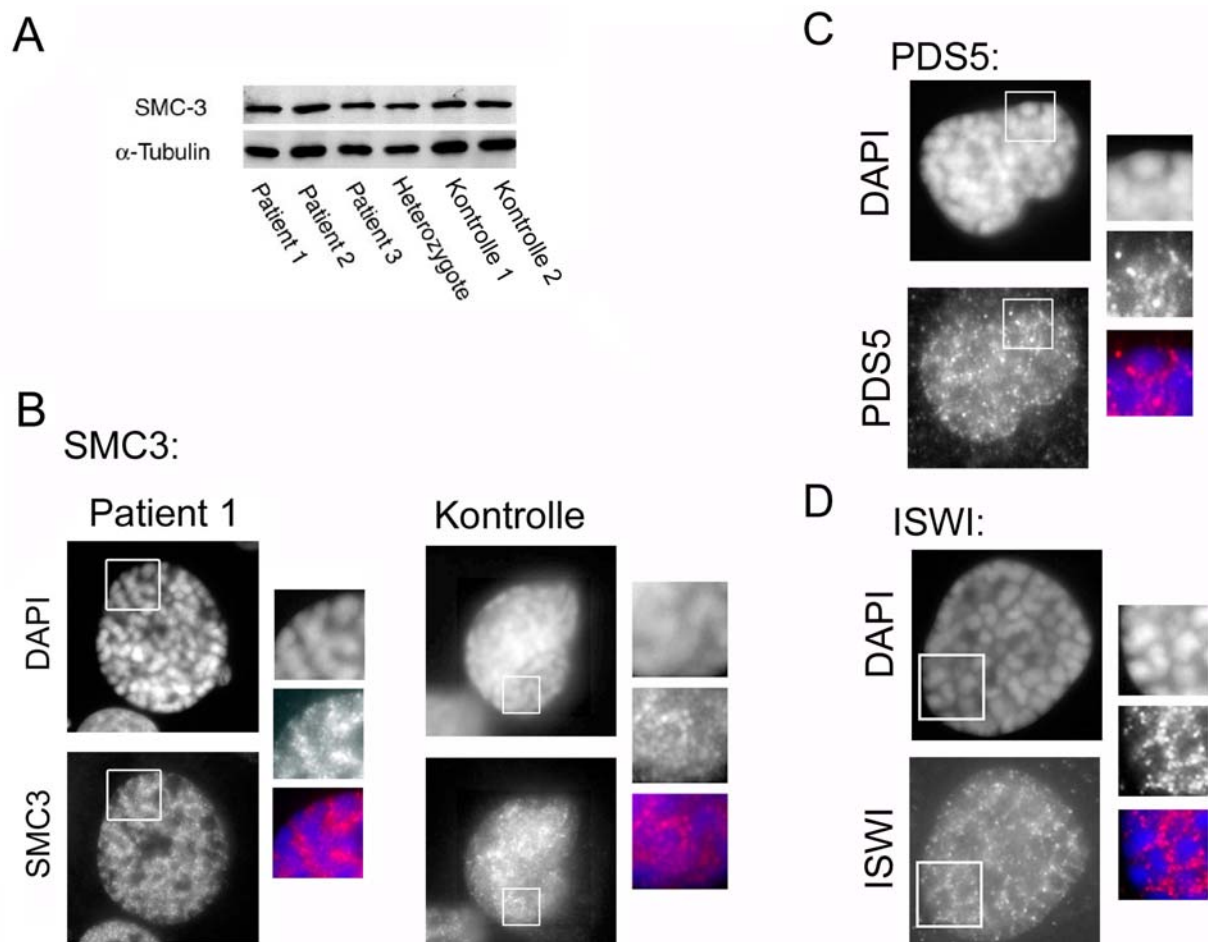 A
SMC-3
α-Tubulin
Patient 1
Patient 2
Patient 3
Heterozygote
Kontrolle 1
Kontrolle 2
B
SMC3:
Patient 1
Kontrolle
DAPI
SMC3
C
PDS5:
DAPI
PDS5
D
ISWI:
DAPI
ISWI